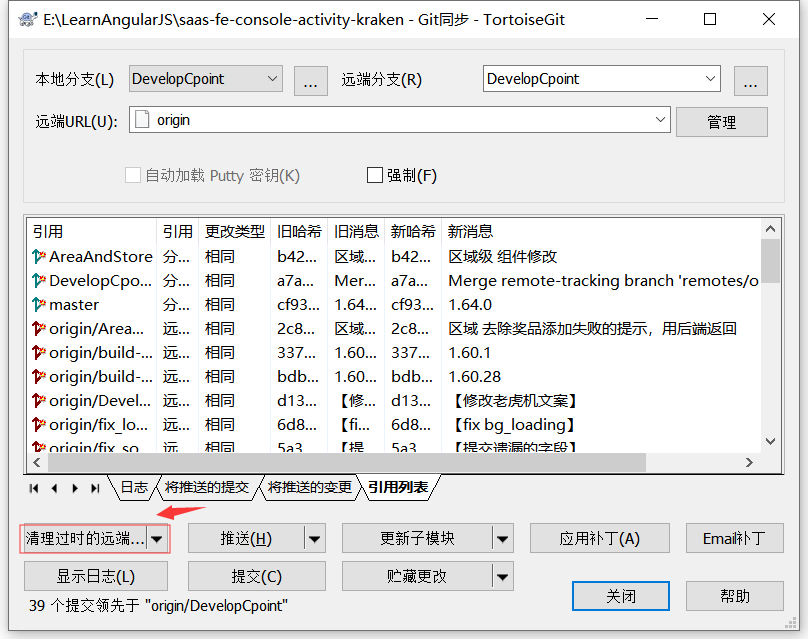 E:\LearnAngularJS\saas-fe-console-activity-kraken - Git同步 - TortoiseGit
本地分支(L) DevelopCpoint ... 远端分支(R) DevelopCpoint ...
远端URL(U): origin 管理
自动加载 Putty 密钥(K) 强制(F)
引用 引用 更改类型 旧哈希 旧消息 新哈希 新消息
AreaAndStore 分... 相同 b42... 区域... b42... 区域级 组件修改
DevelopCpo... 分... 相同 a7a... Mer... a7a... Merge remote-tracking branch 'remotes/o
master 分... 相同 cf93... 1.64... cf93... 1.64.0
origin/Area... 远... 相同 2c8... 区域... 2c8... 区域 去除奖品添加失败的提示，用后端返回
origin/build-... 远... 相同 337... 1.60... 337... 1.60.1
origin/build-... 远... 相同 bdb... 1.60... bdb... 1.60.28
origin/Devel... 远... 相同 d13... 【修... d13... 【修改老虎机文案】
origin/fix_lo... 远... 相同 6d8... 【fi... 6d8... 【fix bg_loading】
origin/fix_so... 远... 相同 5a3... 【提... 5a3... 【提交遗漏的字段】
日志 将推送的提交 将推送的变更 引用列表
清理过时的远端... 推送(H) 更新子模块 应用补丁(A) Email补丁
显示日志(L) 提交(C) 贮藏更改
关闭 帮助
39 个提交领先于 "origin/DevelopCpoint"